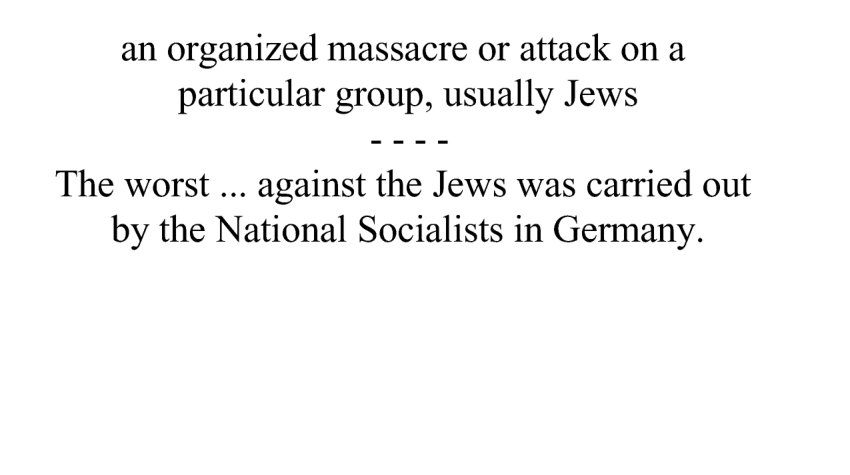 an organized massacre or attack on a
particular group, usually Jews
- - - -
The worst ... against the Jews was carried out
by the National Socialists in Germany.